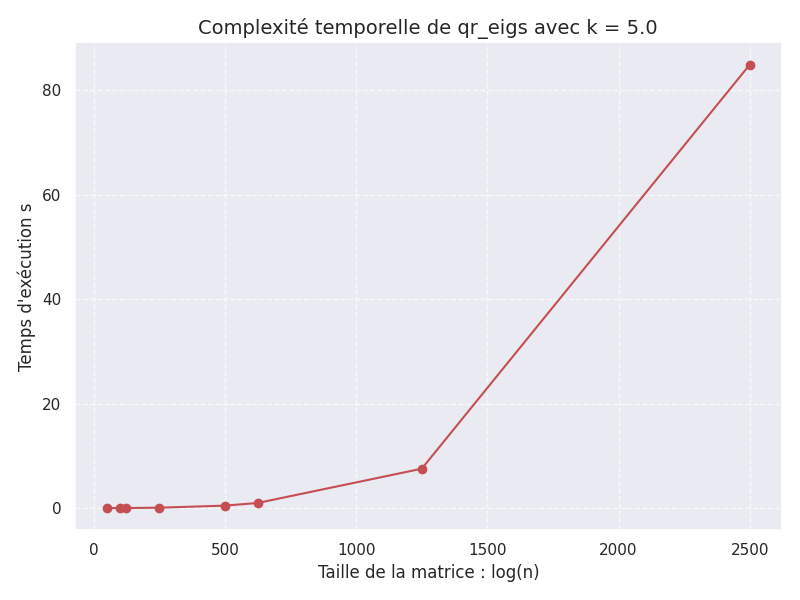 Complexité temporelle de qr_eigs avec k = 5.0
Temps d'exécution s
80
60
40
20
0
0 500 1000 1500 2000 2500
Taille de la matrice : log(n)